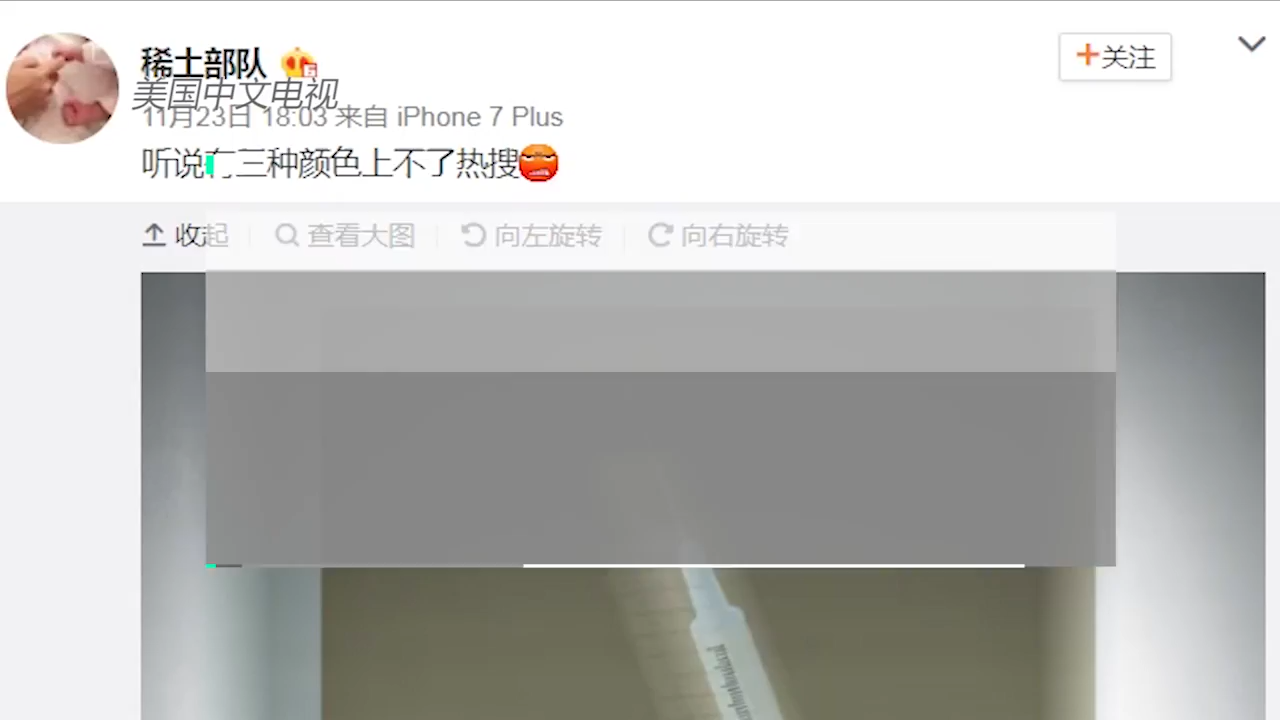 稀土部队
美国中文电视
+关注
11月23日 18:03 来自 iPhone 7 Plus
听说有三种颜色上不了热搜
收起 查看大图 向左旋转 向右旋转